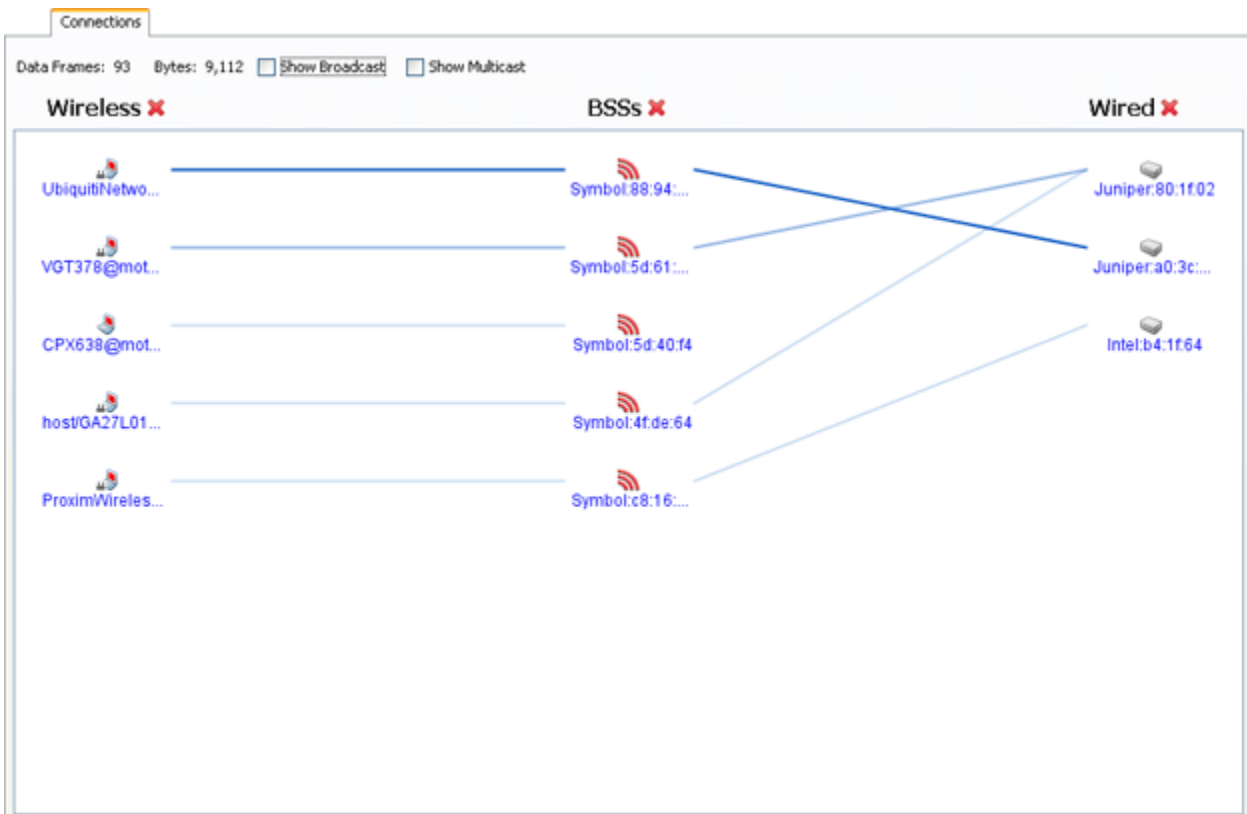 Connections
Data Frames: 93 Bytes: 9,112 Show Broadcast Show Multicast
Wireless BSSs Wired
UbiquitiNetwo... Symbol:88:94:... Juniper:80:1f:02
VGT378@mot... Symbol:5d:61:... Juniper:a0:3c:...
CPX638@mot... Symbol:5d:40:f4 Intel:b4:1f:64
host/GA27L01... Symbol:4f:de:64
ProximWireles... Symbol:c8:16:...